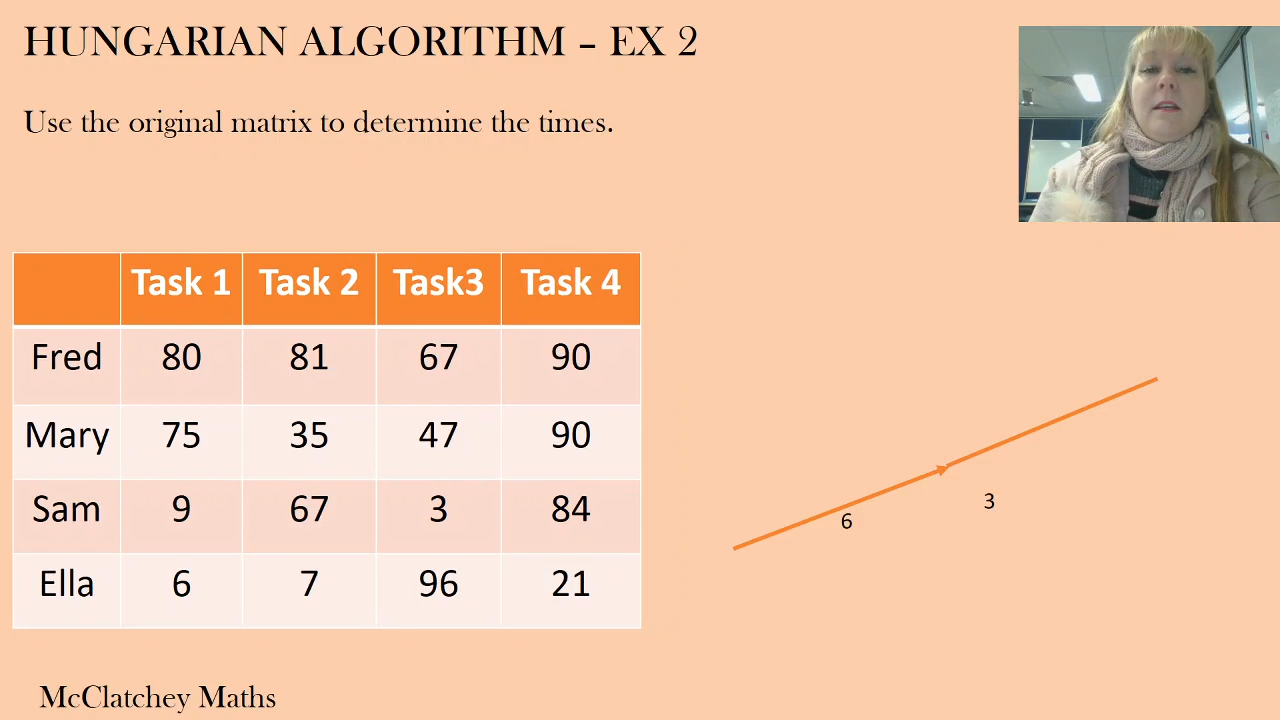 HUNGARIAN ALGORITHM – EX 2
Use the original matrix to determine the times.
Task 1 Task 2 Task3 Task 4
Fred 80 81 67 90
Mary 75 35 47 90
Sam 9 67 3 84
Ella 6 7 96 21
3
6
McClatchey Maths